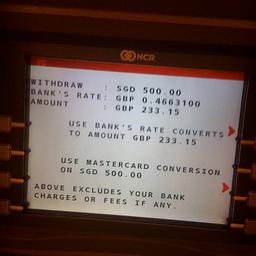 NCR
WITHDRAW : SGD 500.00
BANK'S RATE: GBP 0.4663100
AMOUNT : GBP 233.15
USE BANK'S RATE CONVERTS
TO AMOUNT GBP 233.15
USE MASTERCARD CONVERSION
ON SGD 500.00
ABOVE EXCLUDES YOUR BANK
CHARGES OR FEES IF ANY.